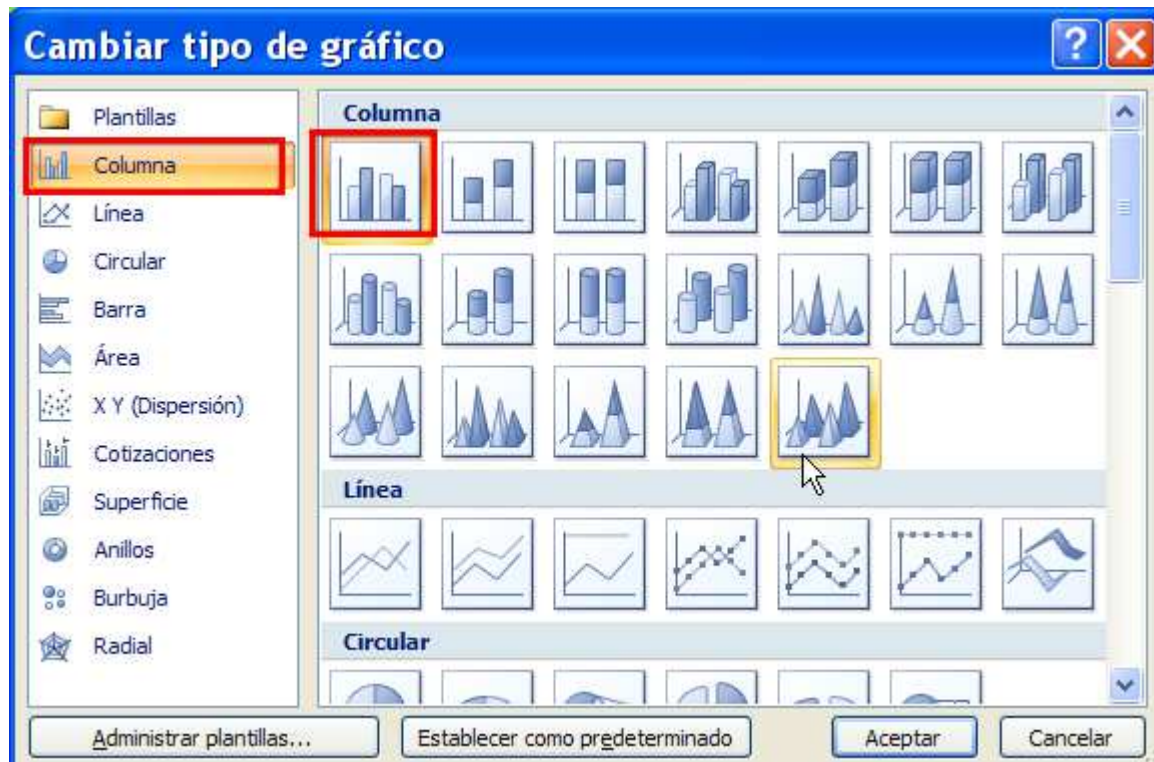 Cambiar tipo de gráfico
Plantillas
Columna
Línea
Circular
Barra
Área
X Y (Dispersión)
Cotizaciones
Superficie
Anillos
Burbuja
Radial
Columna
Línea
Circular
Administrar plantillas...
Establecer como predeterminado
Aceptar
Cancelar